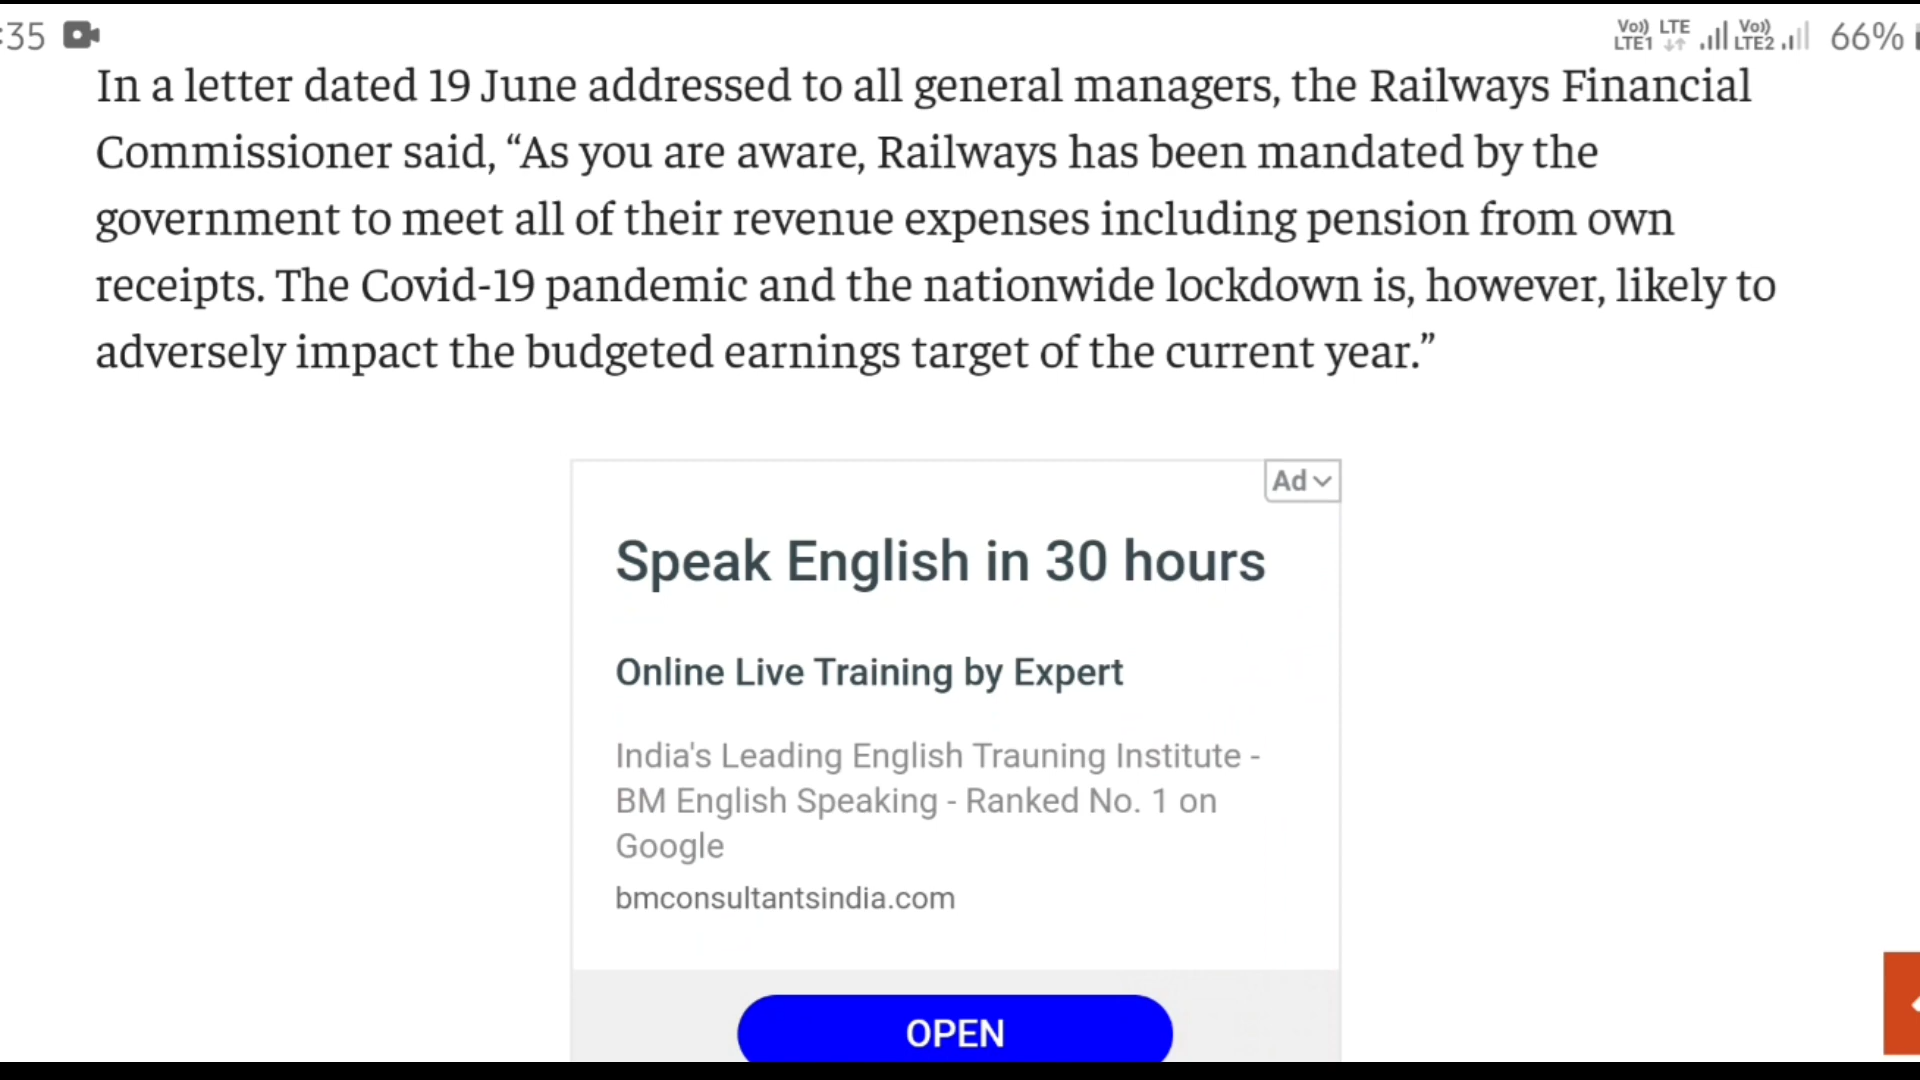 :35
Vo)) LTE
LTE1
Vo))
LTE2
66%
In a letter dated 19 June addressed to all general managers, the Railways Financial
Commissioner said, “As you are aware, Railways has been mandated by the
government to meet all of their revenue expenses including pension from own
receipts. The Covid-19 pandemic and the nationwide lockdown is, however, likely to
adversely impact the budgeted earnings target of the current year.”
Ad
Speak English in 30 hours
Online Live Training by Expert
India's Leading English Trauning Institute -
BM English Speaking - Ranked No. 1 on
Google
bmconsultantsindia.com
OPEN